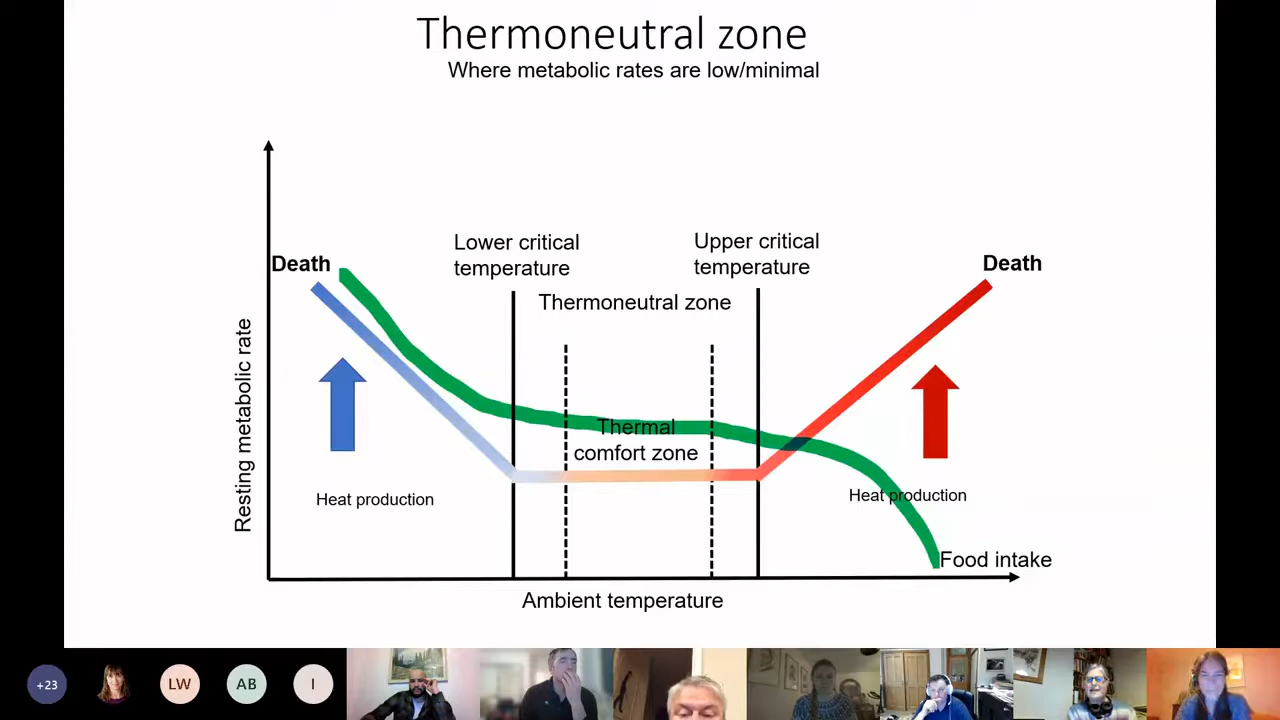 Thermoneutral zone
Where metabolic rates are low/minimal
Lower critical
temperature
Upper critical
temperature
Death
Death
Thermoneutral zone
Resting metabolic rate
Thermal
comfort zone
Heat production
Heat production
Food intake
Ambient temperature
+23
LW
AB
I